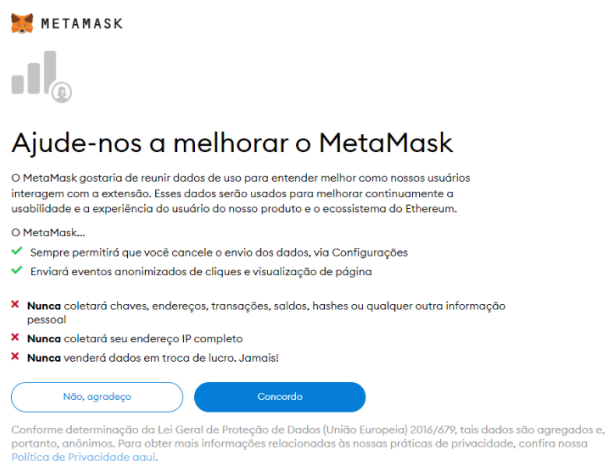 METAMASK
Ajude-nos a melhorar o MetaMask
O MetaMask gostaria de reunir dados de uso para entender melhor como nossos usuários
interagem com a extensão. Esses dados serão usados para melhorar continuamente a
usabilidade e a experiência do usuário do nosso produto e o ecossistema do Ethereum.
O MetaMask...
Sempre permitirá que você cancele o envio dos dados, via Configurações
Enviará eventos anonimizados de cliques e visualização de página
Nunca coletará chaves, endereços, transações, saldos, hashes ou qualquer outra informação
pessoal
Nunca coletará seu endereço IP completo
Nunca venderá dados em troca de lucro. Jamais!
Não, agradeço
Concordo
Conforme determinação da Lei Geral de Proteção de Dados (União Europeia) 2016/679, tais dados são agregados e,
portanto, anônimos. Para obter mais informações relacionadas às nossas práticas de privacidade, confira nossa
Política de Privacidade aqui.